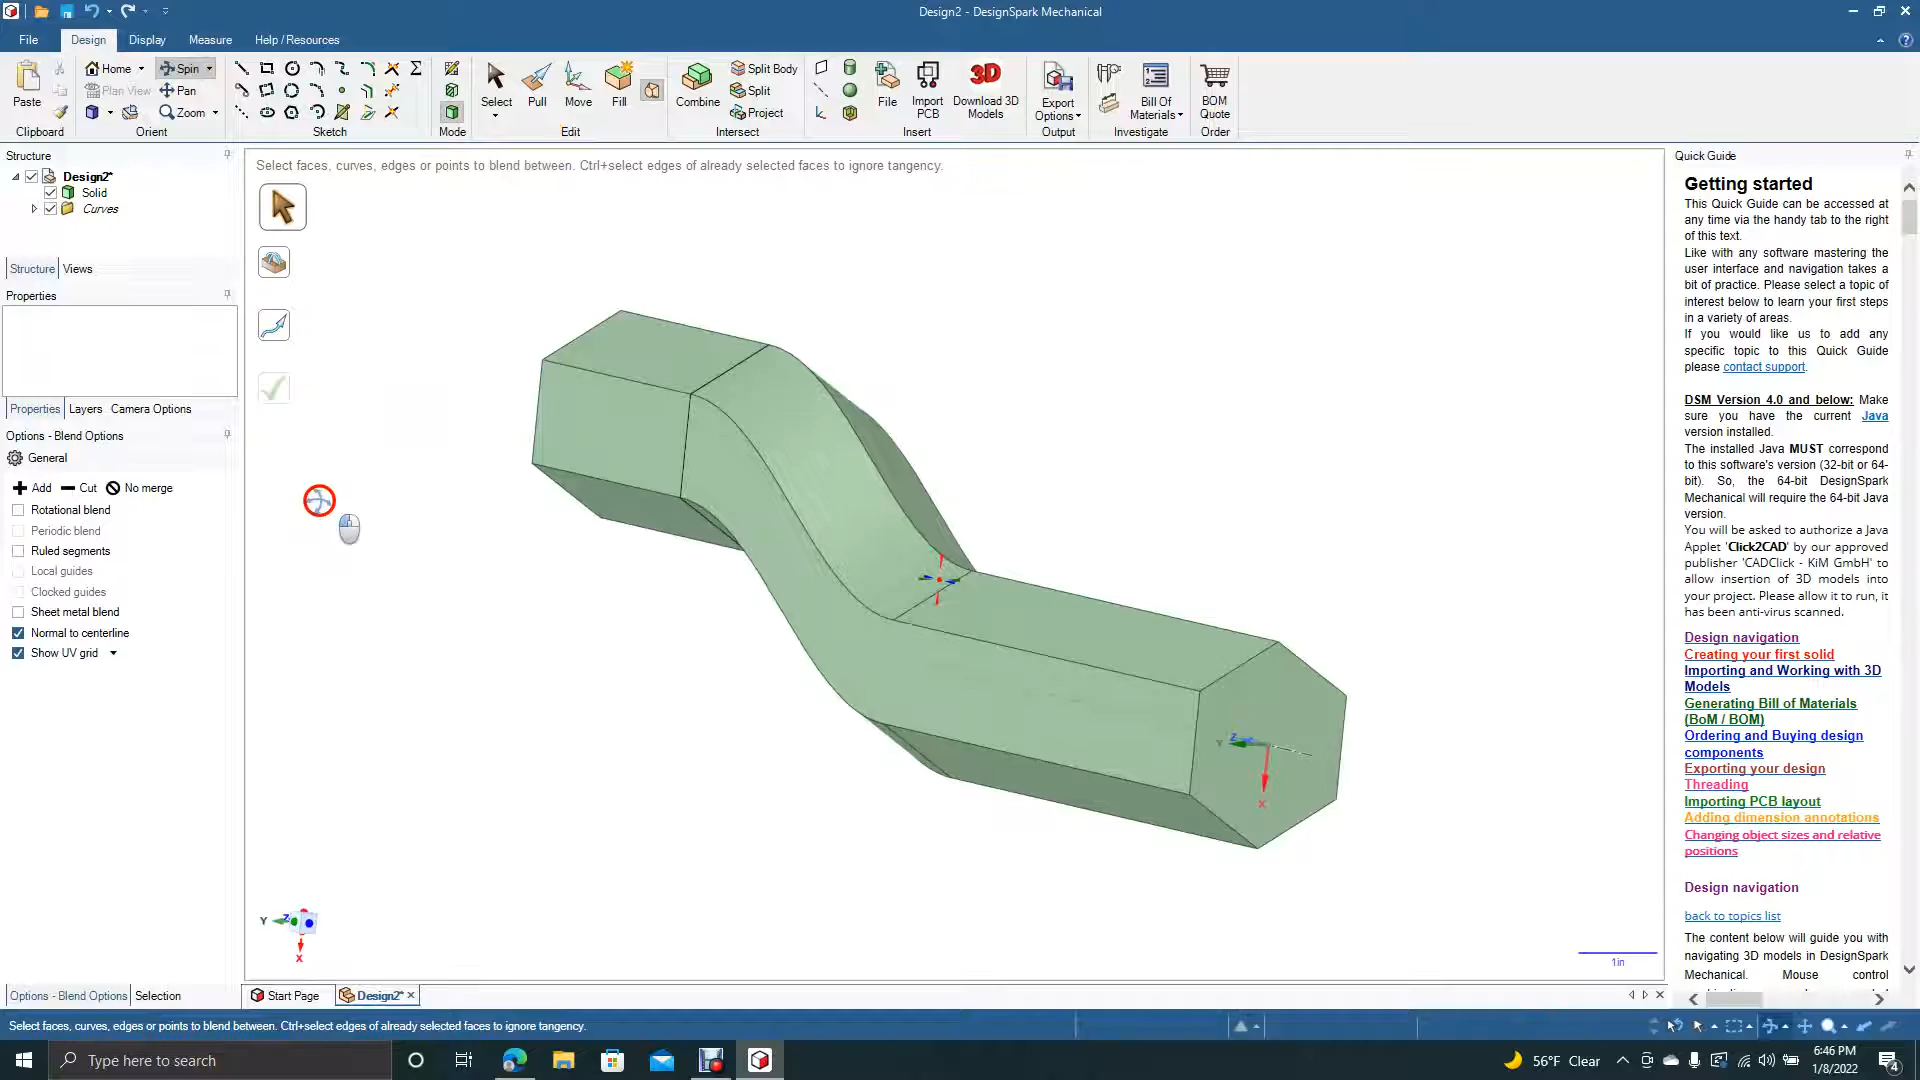 Design2 - DesignSpark Mechanical
File
Design
Display
Measure
Help / Resources
Paste
Home
Plan View
Spin
Pan
Zoom
Select
Pull
Move
Fill
Combine
Split Body
Split
Project
File
Import
PCB
Download 3D
Models
Export
Options
Bill Of
Materials
BOM
Quote
Clipboard
Orient
Sketch
Mode
Edit
Intersect
Insert
Output
Investigate
Order
Structure
Design2*
Solid
Curves
Structure
Views
Properties
Properties
Layers
Camera Options
Options - Blend Options
General
Add
Cut
No merge
Rotational blend
Periodic blend
Ruled segments
Local guides
Clocked guides
Sheet metal blend
Normal to centerline
Show UV grid
Options - Blend Options
Selection
Select faces, curves, edges or points to blend between. Ctrl+select edges of already selected faces to ignore tangency.
Y
Z
X
Y
Z
X
1in
Start Page
Design2*
Quick Guide
Getting started
This Quick Guide can be accessed at
any time via the handy tab to the right
of this text.
Like with any software mastering the
user interface and navigation takes a
bit of practice. Please select a topic of
interest below to learn your first steps
in a variety of areas.
If you would like us to add any
specific topic to this Quick Guide
please contact support.
DSM Version 4.0 and below: Make
sure you have the current Java
version installed.
The installed Java MUST correspond
to this software's version (32-bit or 64-
bit). So, the 64-bit DesignSpark
Mechanical will require the 64-bit Java
version.
You will be asked to authorize a Java
Applet 'Click2CAD' by our approved
publisher 'CADClick - KiM GmbH' to
allow insertion of 3D models into
your project. Please allow it to run, it
has been anti-virus scanned.
Design navigation
Creating your first solid
Importing and Working with 3D
Models
Generating Bill of Materials
(BoM / BOM)
Ordering and Buying design
components
Exporting your design
Threading
Importing PCB layout
Adding dimension annotations
Changing object sizes and relative
positions
Design navigation
back to topics list
The content below will guide you with
navigating 3D models in DesignSpark
Mechanical. Mouse control
Select faces, curves, edges or points to blend between. Ctrl+select edges of already selected faces to ignore tangency.
Type here to search
56°F Clear
6:46 PM
1/8/2022
4